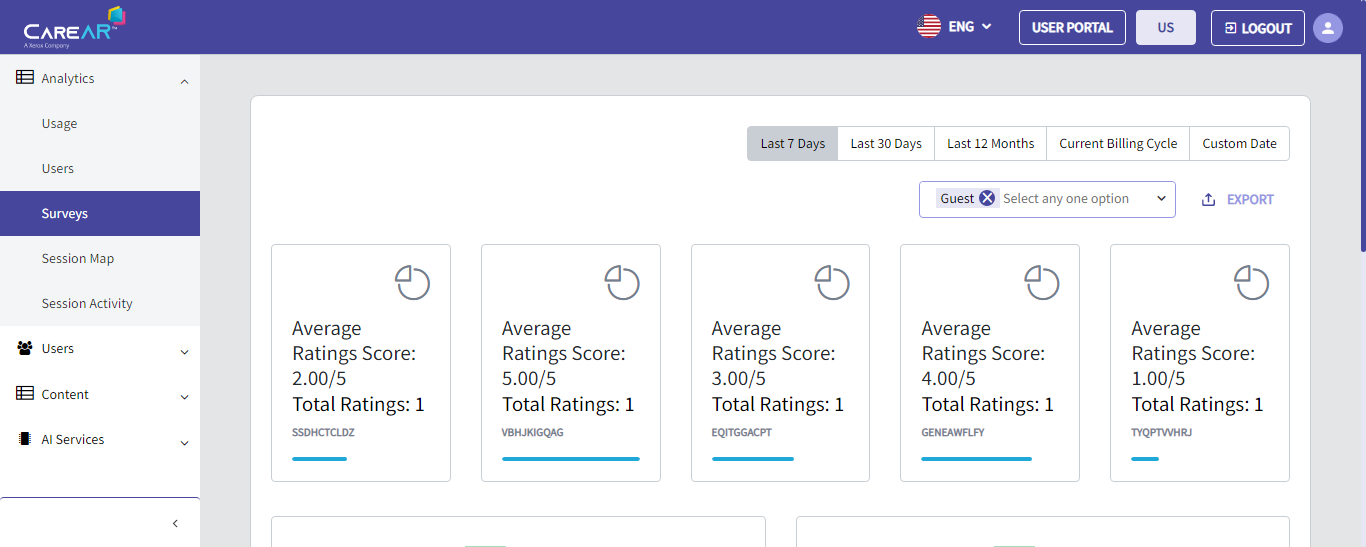 CAREAR™
A Xerox Company
ENG
USER PORTAL
US
LOGOUT
Analytics
Usage
Users
Surveys
Session Map
Session Activity
Users
Content
AI Services
Last 7 Days
Last 30 Days
Last 12 Months
Current Billing Cycle
Custom Date
Guest
Select any one option
EXPORT
Average
Ratings Score:
2.00/5
Total Ratings: 1
SSDHCTCLDZ
Average
Ratings Score:
5.00/5
Total Ratings: 1
VBHJKIGQAG
Average
Ratings Score:
3.00/5
Total Ratings: 1
EQITGGACPT
Average
Ratings Score:
4.00/5
Total Ratings: 1
GENEAWFLFY
Average
Ratings Score:
1.00/5
Total Ratings: 1
TYQPTVVHRJ